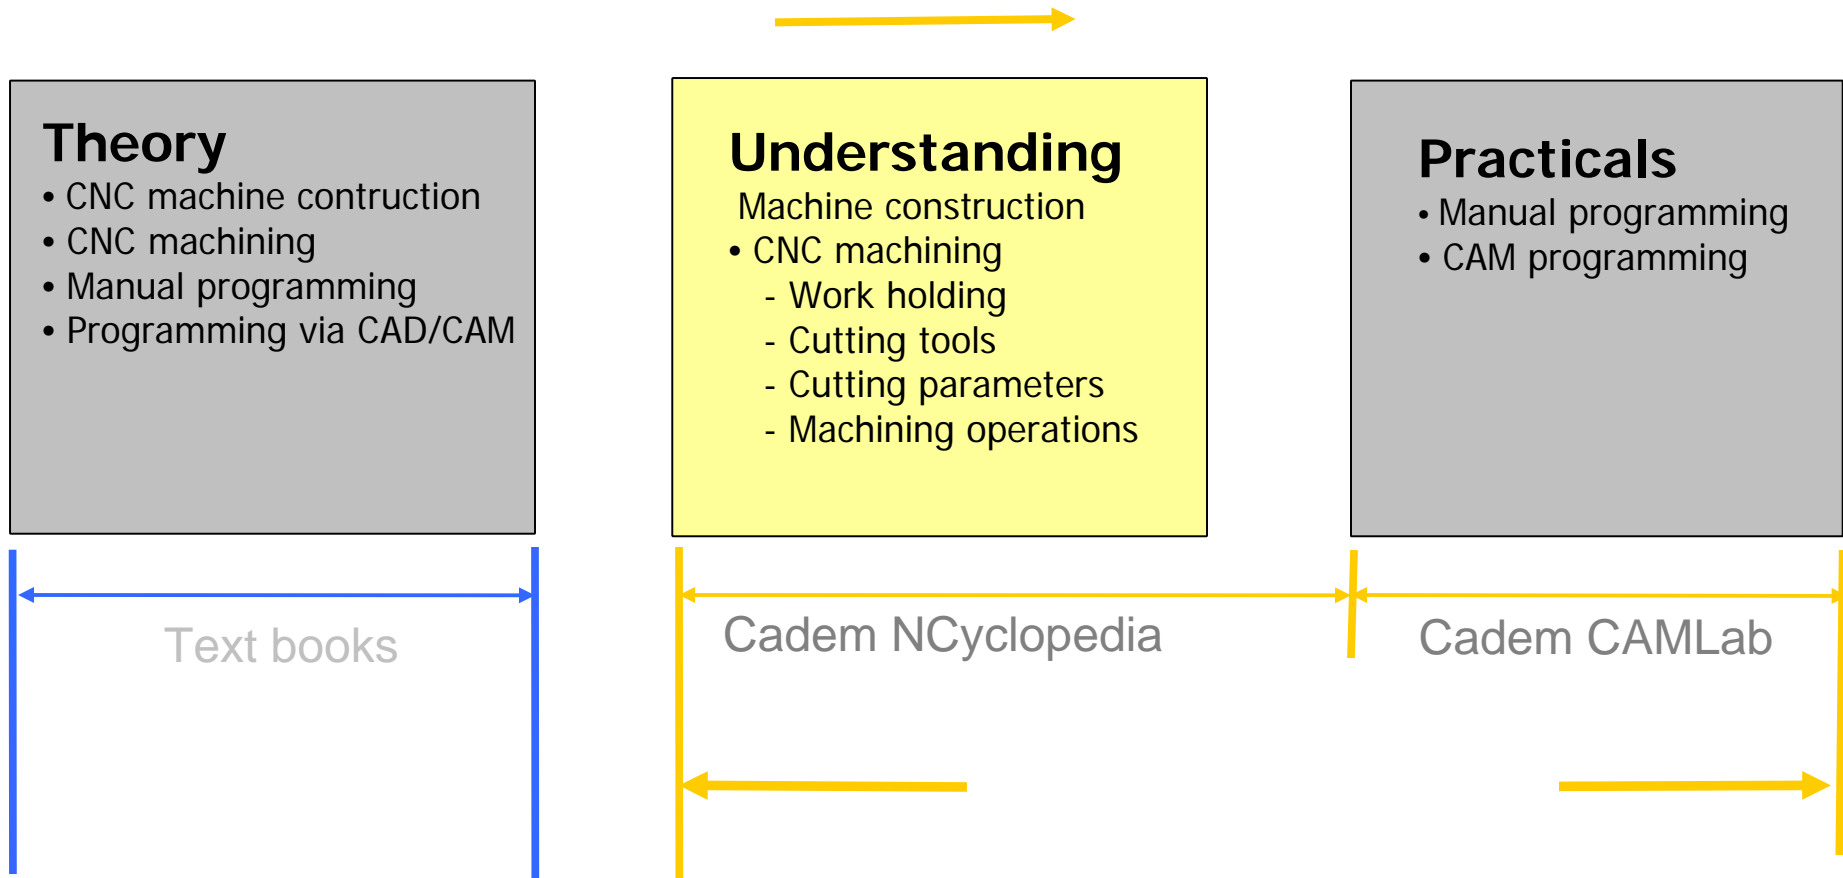 Theory
• CNC machine contruction
• CNC machining
• Manual programming
• Programming via CAD/CAM
Understanding
Machine construction
• CNC machining
- Work holding
- Cutting tools
- Cutting parameters
- Machining operations
Practicals
• Manual programming
• CAM programming
Text books
Cadem NCyclopedia
Cadem CAMLab